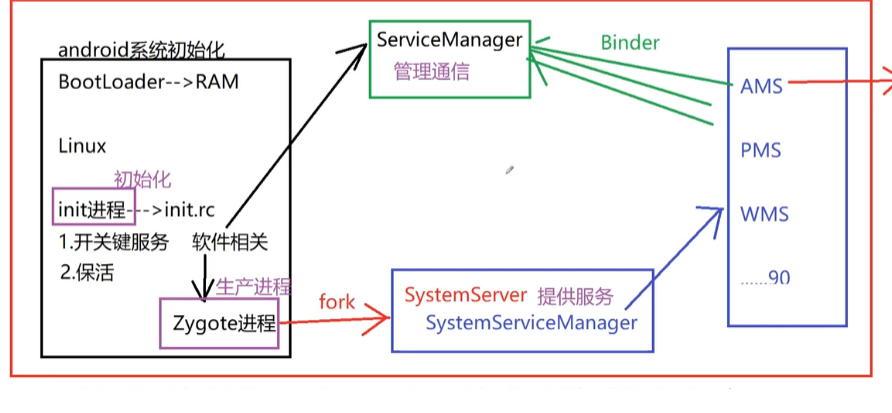 android系统初始化
BootLoader-->RAM
Linux
初始化
init进程--->init.rc
1.开关键服务 软件相关
2.保活
生产进程
Zygote进程
fork
ServiceManager
管理通信
Binder
SystemServer 提供服务
SystemServiceManager
AMS
PMS
WMS
......90